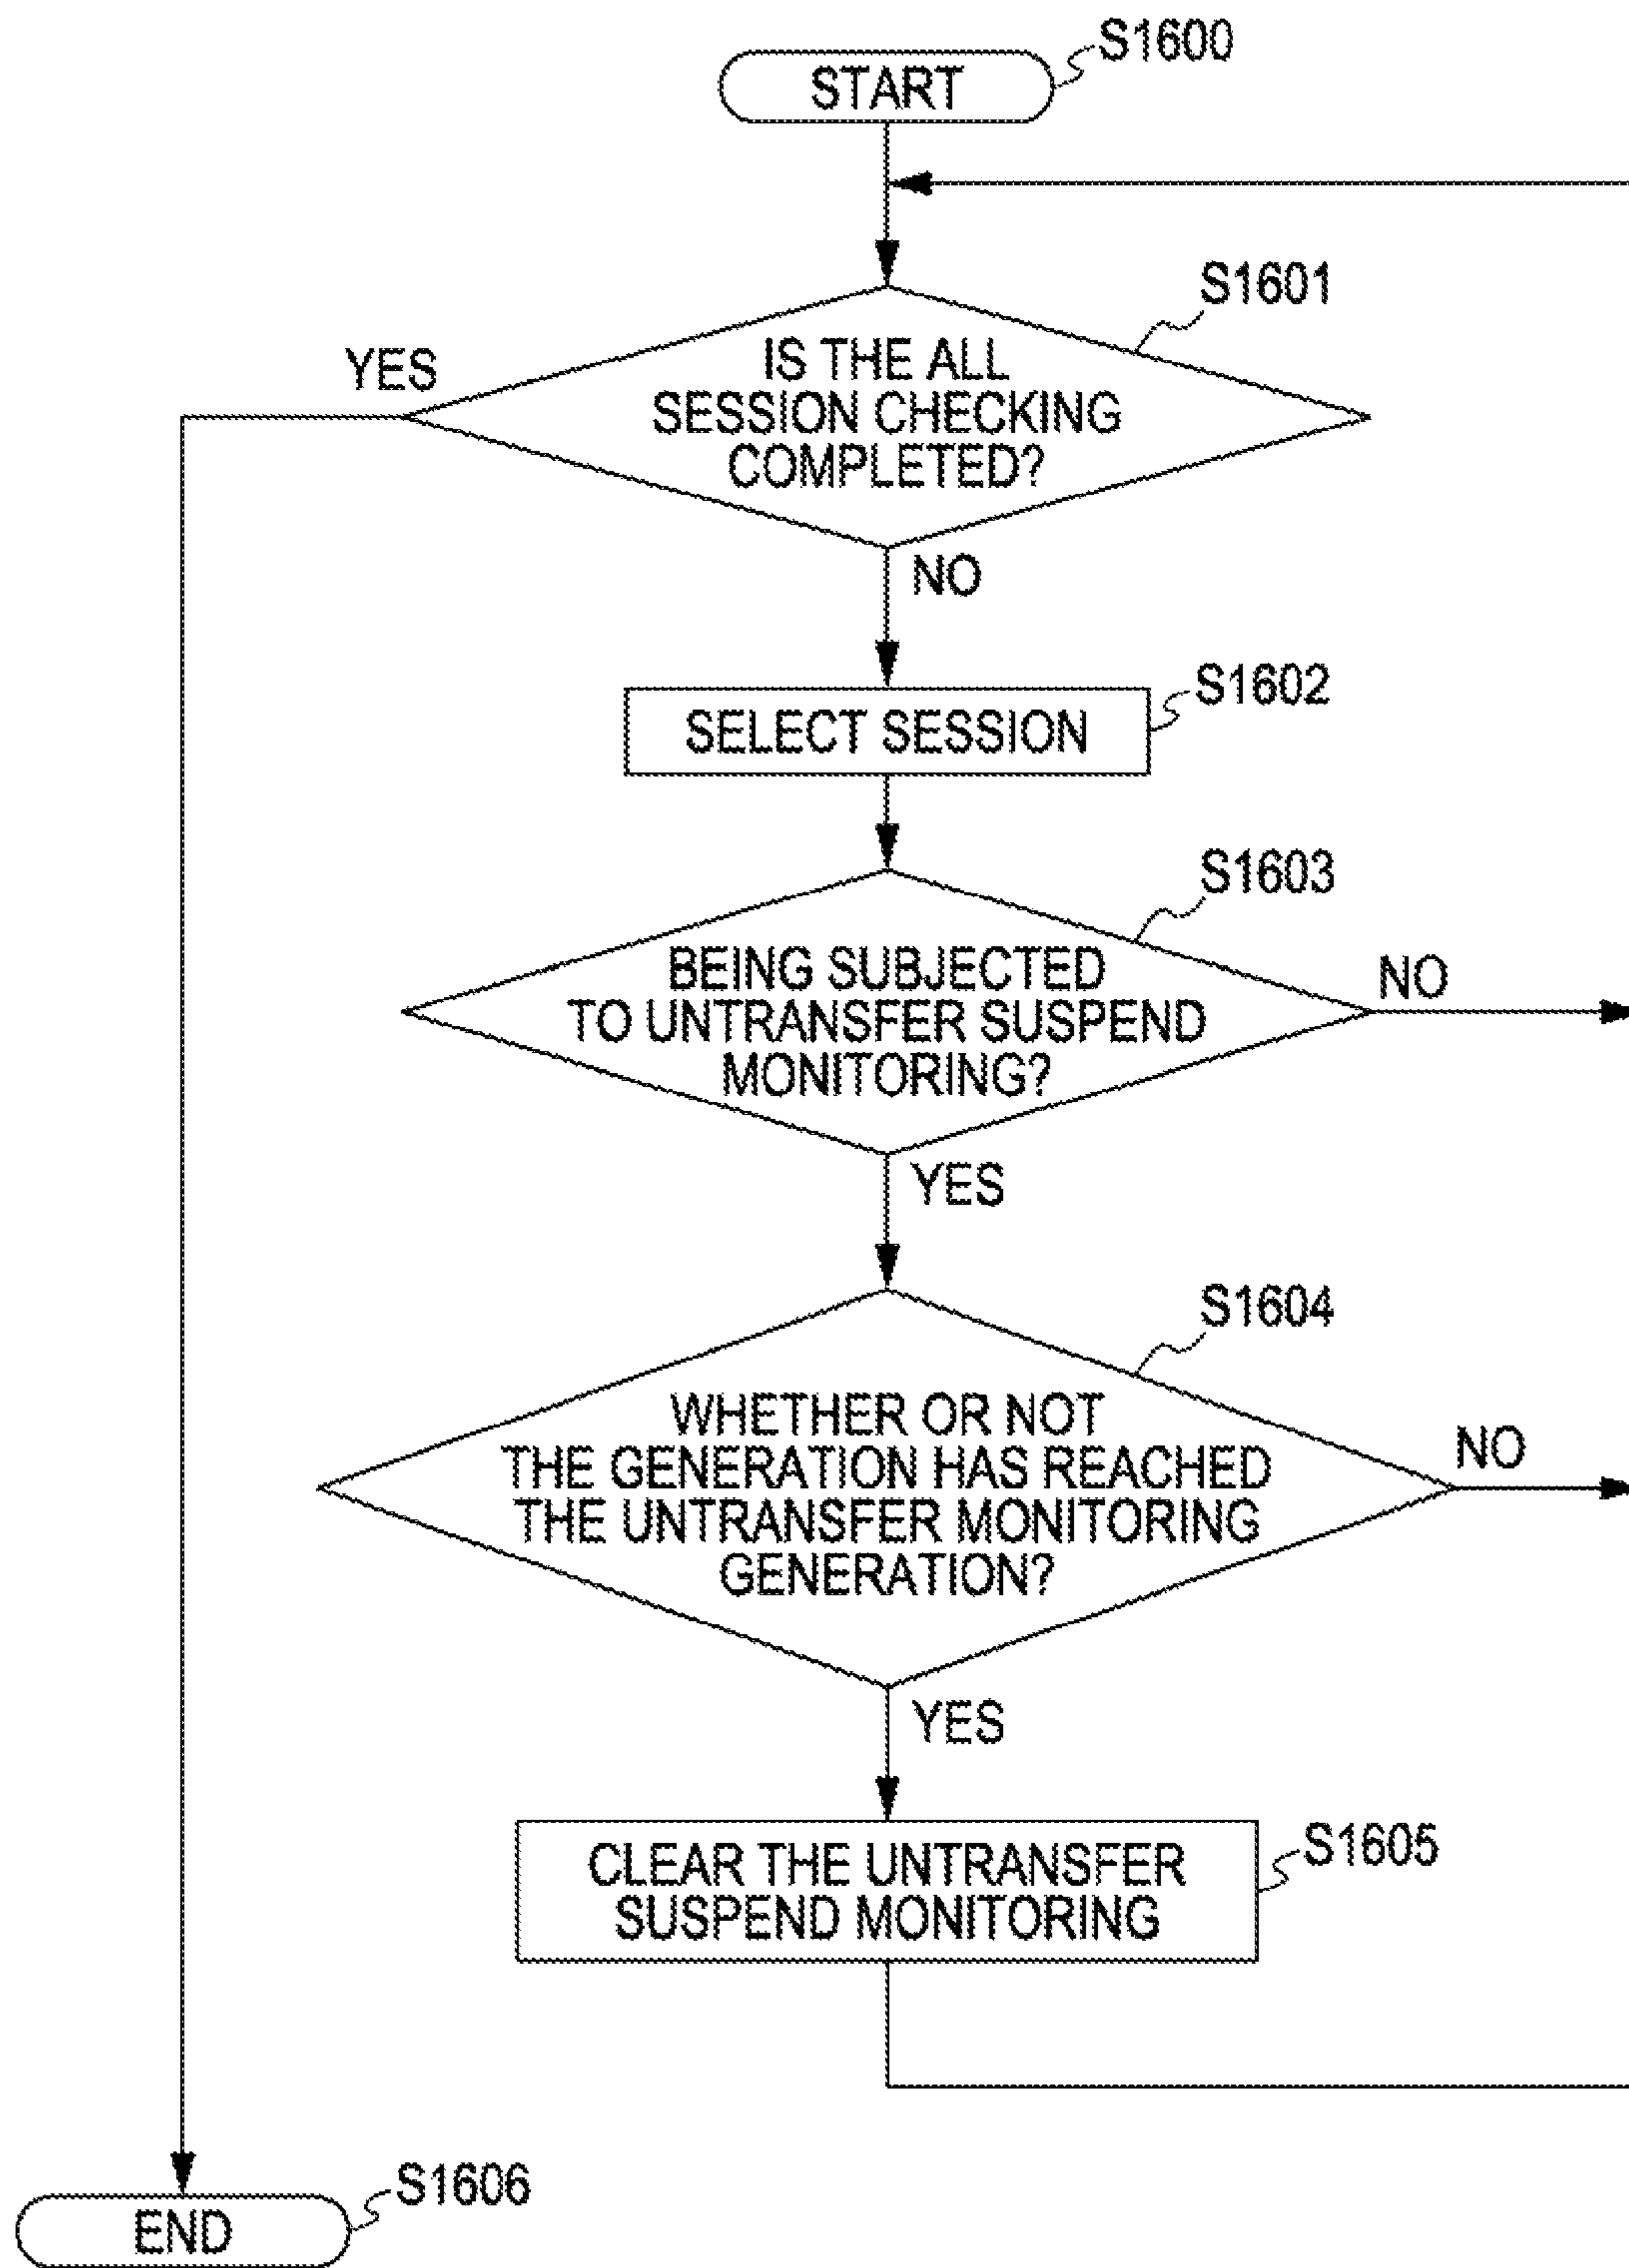 START
S1600
S1601
YES
IS THE ALL
SESSION CHECKING
COMPLETED?
NO
S1602
SELECT SESSION
S1603
BEING SUBJECTED
TO UNTRANSFER SUSPEND
MONITORING?
NO
YES
S1604
WHETHER OR NOT
THE GENERATION HAS REACHED
THE UNTRANSFER MONITORING
GENERATION?
NO
YES
S1605
CLEAR THE UNTRANSFER
SUSPEND MONITORING
S1606
END